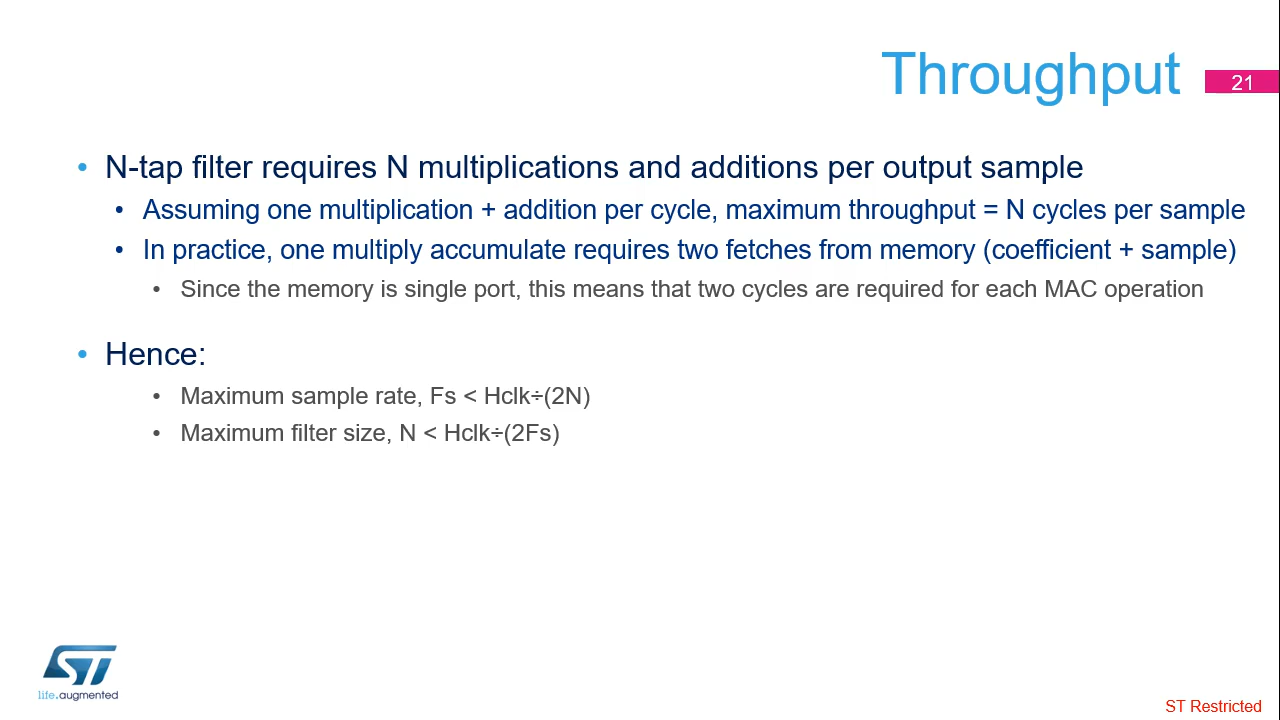 Throughput
21
• N-tap filter requires N multiplications and additions per output sample
• Assuming one multiplication + addition per cycle, maximum throughput = N cycles per sample
• In practice, one multiply accumulate requires two fetches from memory (coefficient + sample)
• Since the memory is single port, this means that two cycles are required for each MAC operation
• Hence:
• Maximum sample rate, Fs < Hclk÷(2N)
• Maximum filter size, N < Hclk÷(2Fs)
ST
life.augmented
ST Restricted